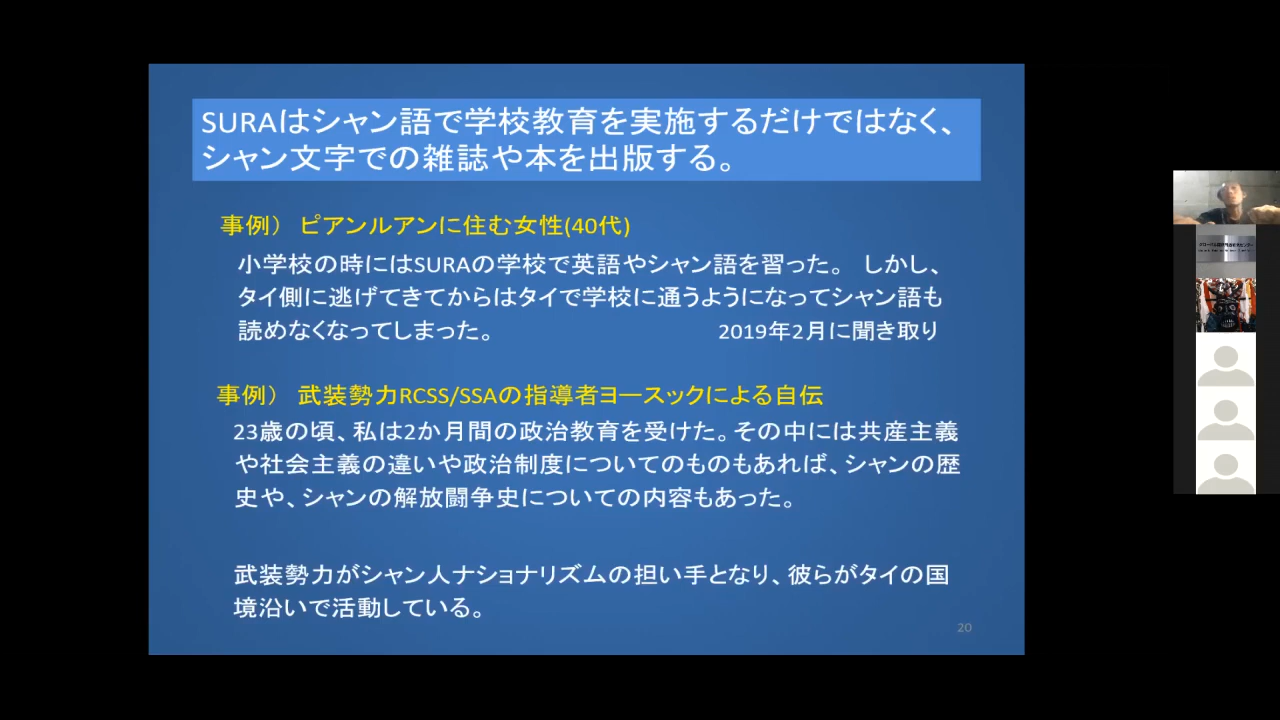 SURAはシャン語で学校教育を実施するだけではなく、
シャン文字での雑誌や本を出版する。
事例） ピアンルアンに住む女性(40代)
小学校の時にはSURAの学校で英語やシャン語を習った。 しかし、
タイ側に逃げてきてからはタイで学校に通うようになってシャン語も
読めなくなってしまった。 2019年2月に聞き取り
事例） 武装勢力RCSS/SSAの指導者ヨースックによる自伝
23歳の頃、私は2か月間の政治教育を受けた。その中には共産主義
や社会主義の違いや政治制度についてのものもあれば、シャンの歴
史や、シャンの解放闘争史についての内容もあった。
武装勢力がシャン人ナショナリズムの担い手となり、彼らがタイの国
境沿いで活動している。
20